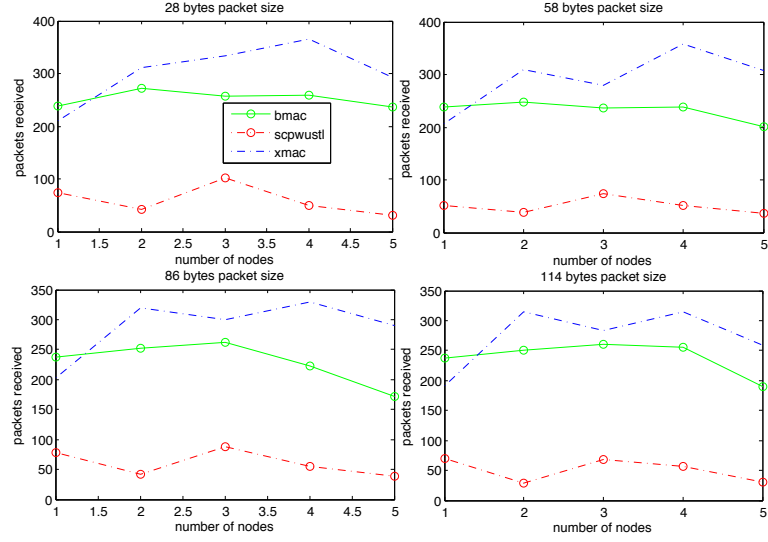 28 bytes packet size
packets received
400
300
200
100
0
bmac
scpwustl
xmac
1 1.5 2 2.5 3 3.5 4 4.5 5
number of nodes
58 bytes packet size
packets received
400
300
200
100
0
1 2 3 4 5
number of nodes
86 bytes packet size
packets received
350
300
250
200
150
100
50
0
1 1.5 2 2.5 3 3.5 4 4.5 5
number of nodes
114 bytes packet size
packets received
350
300
250
200
150
100
50
0
1 2 3 4 5
number of nodes